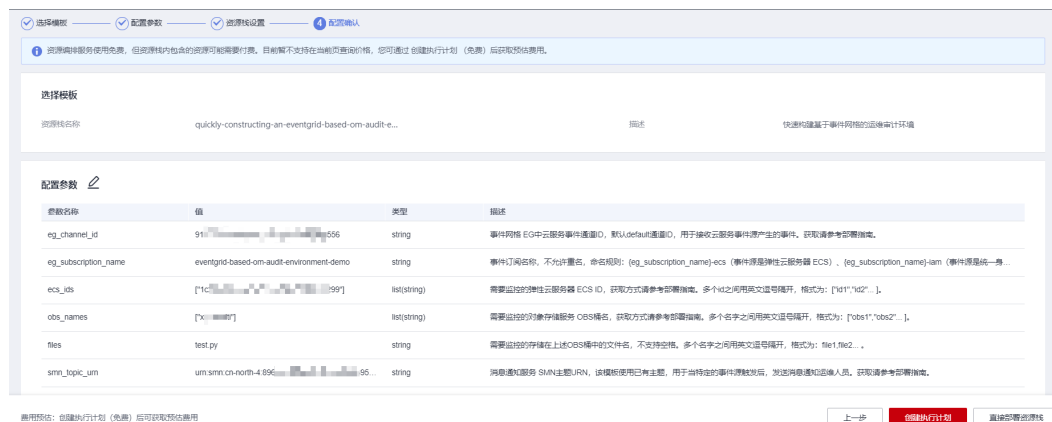 选择模板
配置参数
资源栈设置
4 配置确认
资源编排服务使用免费，但资源栈内包含的资源可能需要付费。目前暂不支持在当前页查询价格，您可通过 创建执行计划 （免费）后获取预估费用。
选择模板
资源栈名称 quickly-constructing-an-eventgrid-based-om-audit-e... 描述 快速构建基于事件网格的运维审计环境
配置参数
参数名称 值 类型 描述
eg_channel_id 91 556 string 事件网格 EG中云服务事件通道ID，默认default通道ID，用于接收云服务事件源产生的事件。获取请参考部署指南。
eg_subscription_name eventgrid-based-om-audit-environment-demo string 事件订阅名称，不允许重名，命名规则：{eg_subscription_name}-ecs（事件源是弹性云服务器 ECS）、{eg_subscription_name}-iam（事件源是统一身...
ecs_ids ["1c 99"] list(string) 需要监控的弹性云服务器 ECS ID，获取方式请参考部署指南。多个id之间用英文逗号隔开，格式为：["id1","id2"... ]。
obs_names ["x "] list(string) 需要监控的对象存储服务 OBS桶名，获取方式请参考部署指南。多个名字之间用英文逗号隔开，格式为：["obs1","obs2"... ]。
files test.py string 需要监控的存储在上述OBS桶中的文件名，不支持空格。多个名字之间用英文逗号隔开，格式为：file1,file2... 。
smn_topic_urn urn:smn:cn-north-4:896 95... string 消息通知服务 SMN主题URN，该模板使用已有主题，用于当特定的事件源触发后，发送消息通知运维人员。获取请参考部署指南。
费用预估：创建执行计划（免费）后可获取预估费用
上一步
创建执行计划
直接部署资源栈